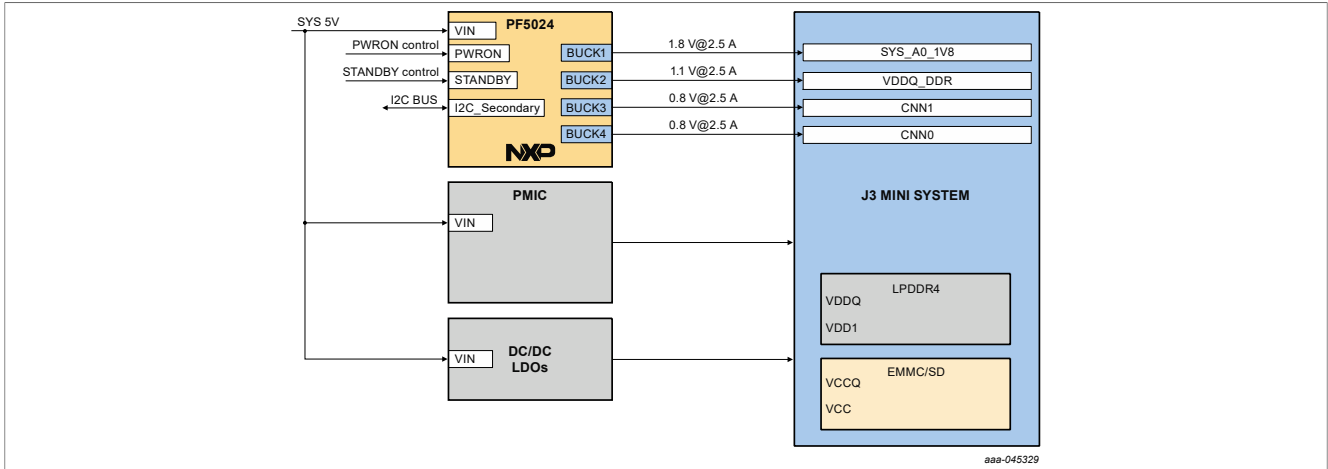 SYS 5V
PF5024
VIN
PWRON control
PWRON
STANDBY control
STANDBY
I2C BUS
I2C_Secondary
BUCK1
BUCK2
BUCK3
BUCK4
NXP
1.8 V@2.5 A
1.1 V@2.5 A
0.8 V@2.5 A
0.8 V@2.5 A
SYS_A0_1V8
VDDQ_DDR
CNN1
CNN0
PMIC
VIN
J3 MINI SYSTEM
DC/DC
LDOs
VIN
LPDDR4
VDDQ
VDD1
EMMC/SD
VCCQ
VCC
aaa-045329